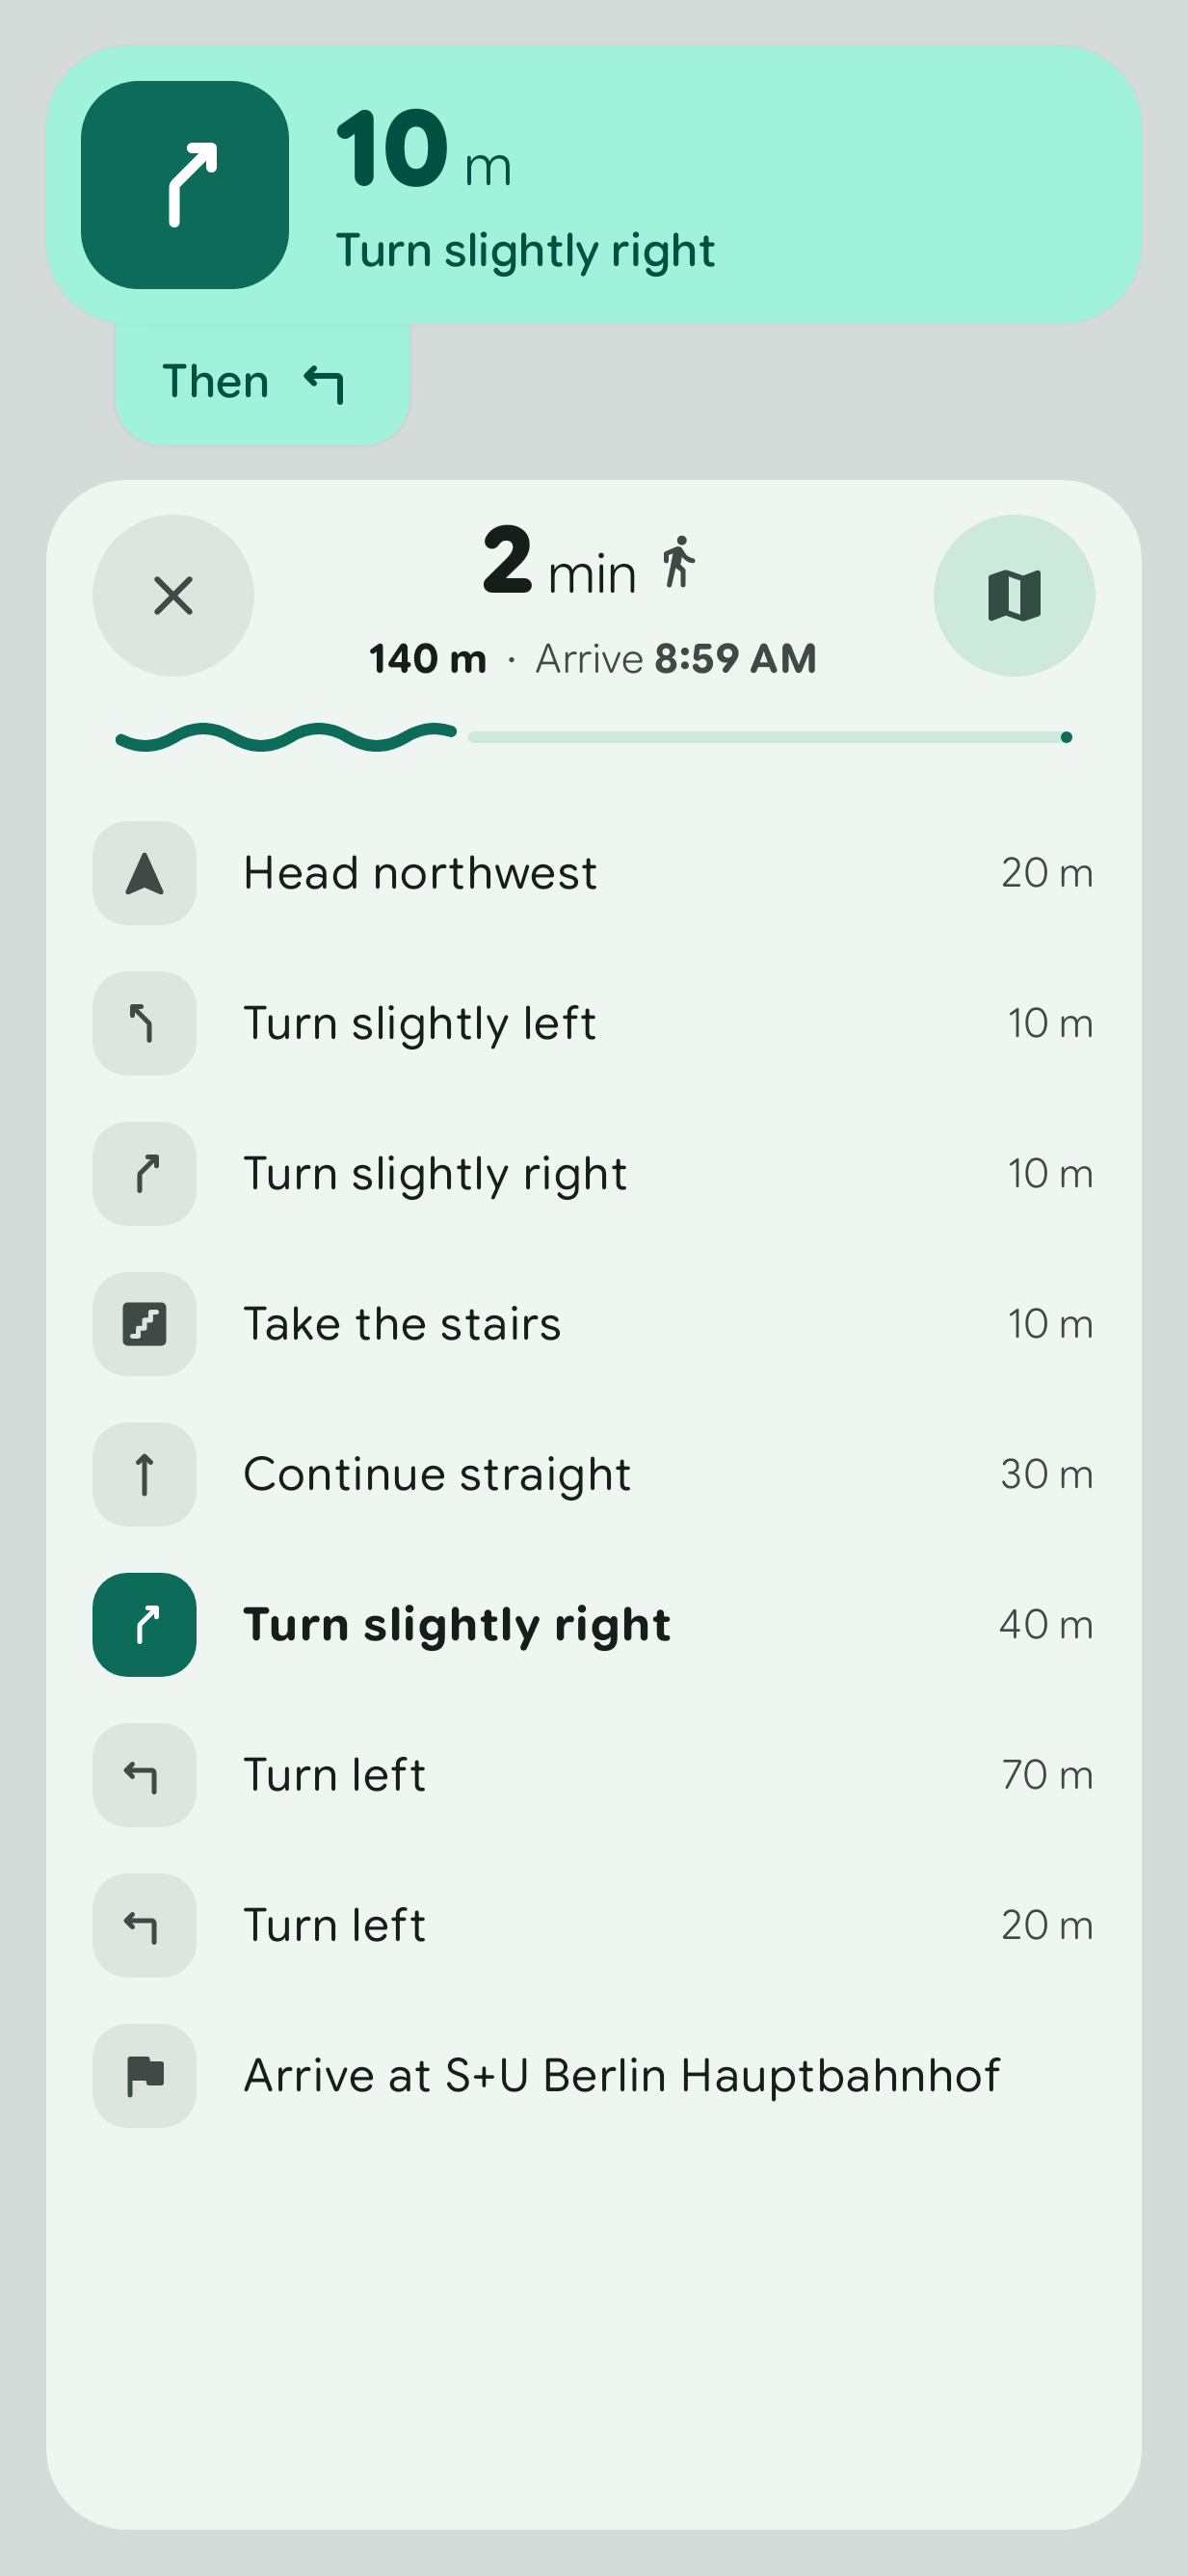 10 m
Turn slightly right
Then
2 min
140 m · Arrive 8:59 AM
Head northwest 20 m
Turn slightly left 10 m
Turn slightly right 10 m
Take the stairs 10 m
Continue straight 30 m
Turn slightly right 40 m
Turn left 70 m
Turn left 20 m
Arrive at S+U Berlin Hauptbahnhof